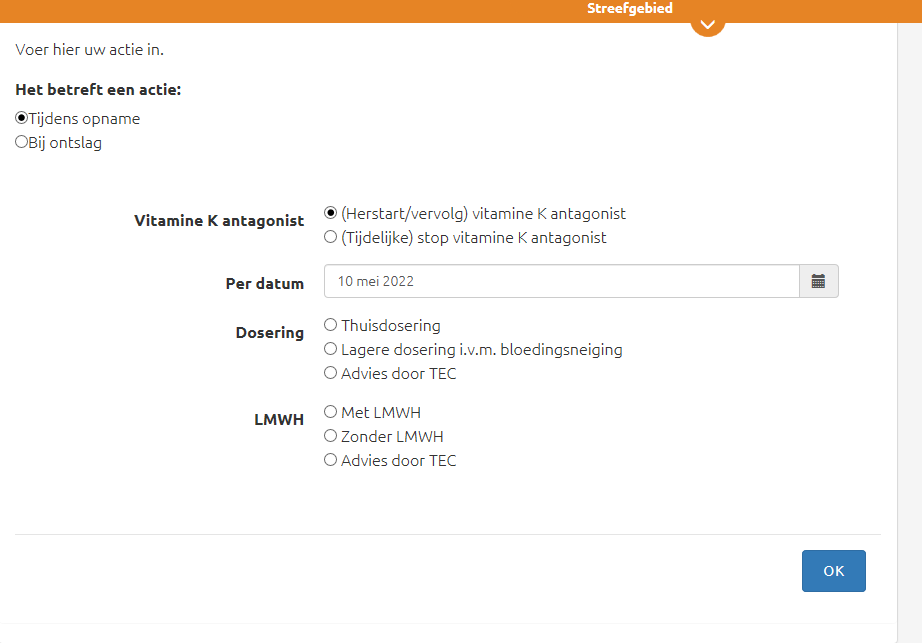 Streefgebied
Voer hier uw actie in.
Het betreft een actie:
Tijdens opname
Bij ontslag
Vitamine K antagonist
(Herstart/vervolg) vitamine K antagonist
(Tijdelijke) stop vitamine K antagonist
Per datum
10 mei 2022
Dosering
Thuisdosering
Lagere dosering i.v.m. bloedingsneiging
Advies door TEC
LMWH
Met LMWH
Zonder LMWH
Advies door TEC
OK